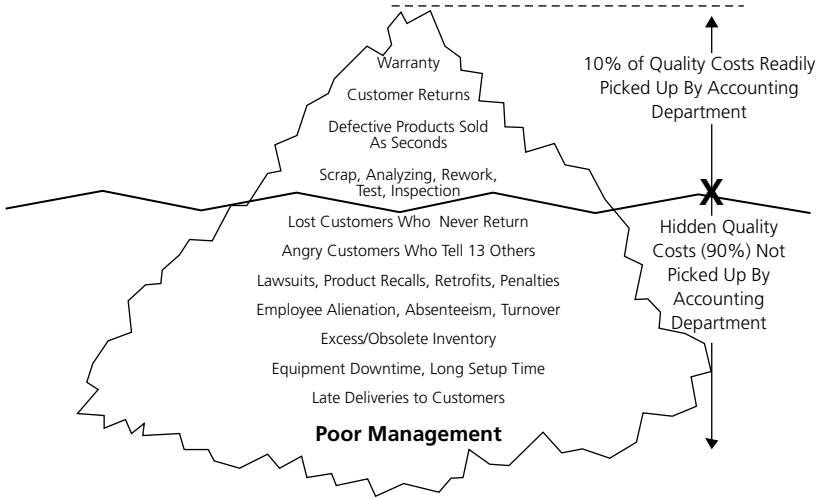 Warranty
Customer Returns
Defective Products Sold
As Seconds
Scrap, Analyzing, Rework,
Test, Inspection
Lost Customers Who Never Return
Angry Customers Who Tell 13 Others
Lawsuits, Product Recalls, Retrofits, Penalties
Employee Alienation, Absenteeism, Turnover
Excess/Obsolete Inventory
Equipment Downtime, Long Setup Time
Late Deliveries to Customers
Poor Management
10% of Quality Costs Readily
Picked Up By Accounting
Department
X
Hidden Quality
Costs (90%) Not
Picked Up By
Accounting
Department